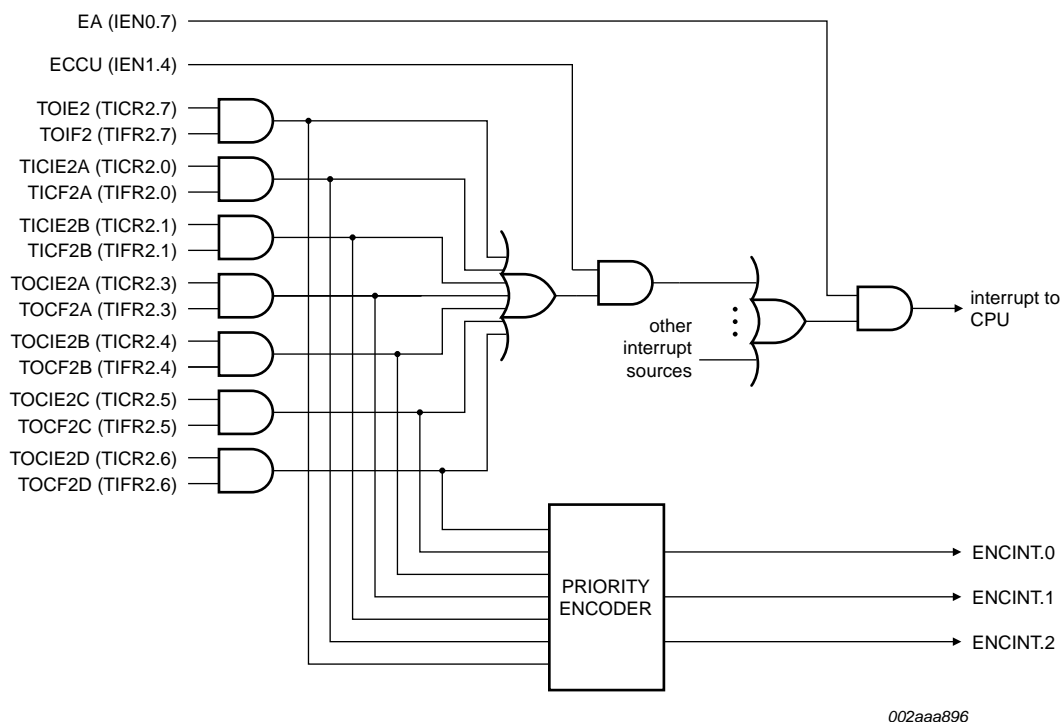 EA (IEN0.7)
ECCU (IEN1.4)
TOIE2 (TICR2.7)
TOIF2 (TIFR2.7)
TICIE2A (TICR2.0)
TICF2A (TIFR2.0)
TICIE2B (TICR2.1)
TICF2B (TIFR2.1)
TOCIE2A (TICR2.3)
TOCF2A (TIFR2.3)
TOCIE2B (TICR2.4)
TOCF2B (TIFR2.4)
TOCIE2C (TICR2.5)
TOCF2C (TIFR2.5)
TOCIE2D (TICR2.6)
TOCF2D (TIFR2.6)
other
interrupt
sources
interrupt to
CPU
PRIORITY
ENCODER
ENCINT.0
ENCINT.1
ENCINT.2
002aaa896